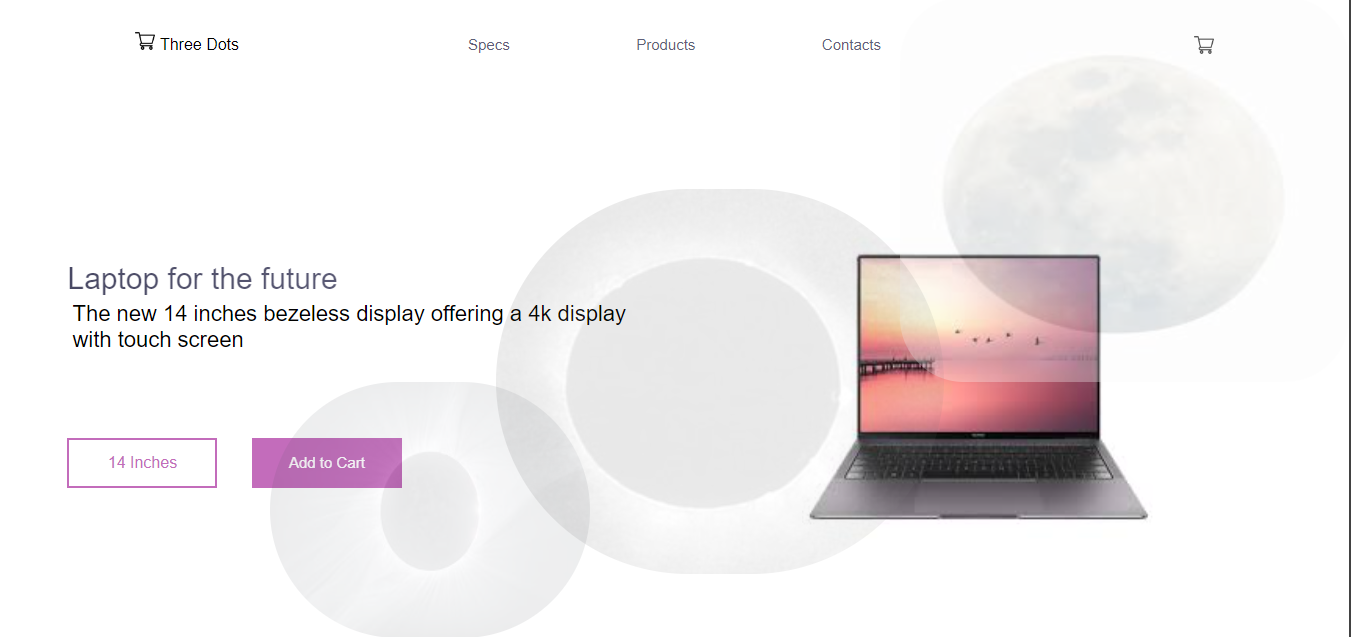 Three Dots
Specs
Products
Contacts
Laptop for the future
The new 14 inches bezeless display offering a 4k display
with touch screen
14 Inches
Add to Cart